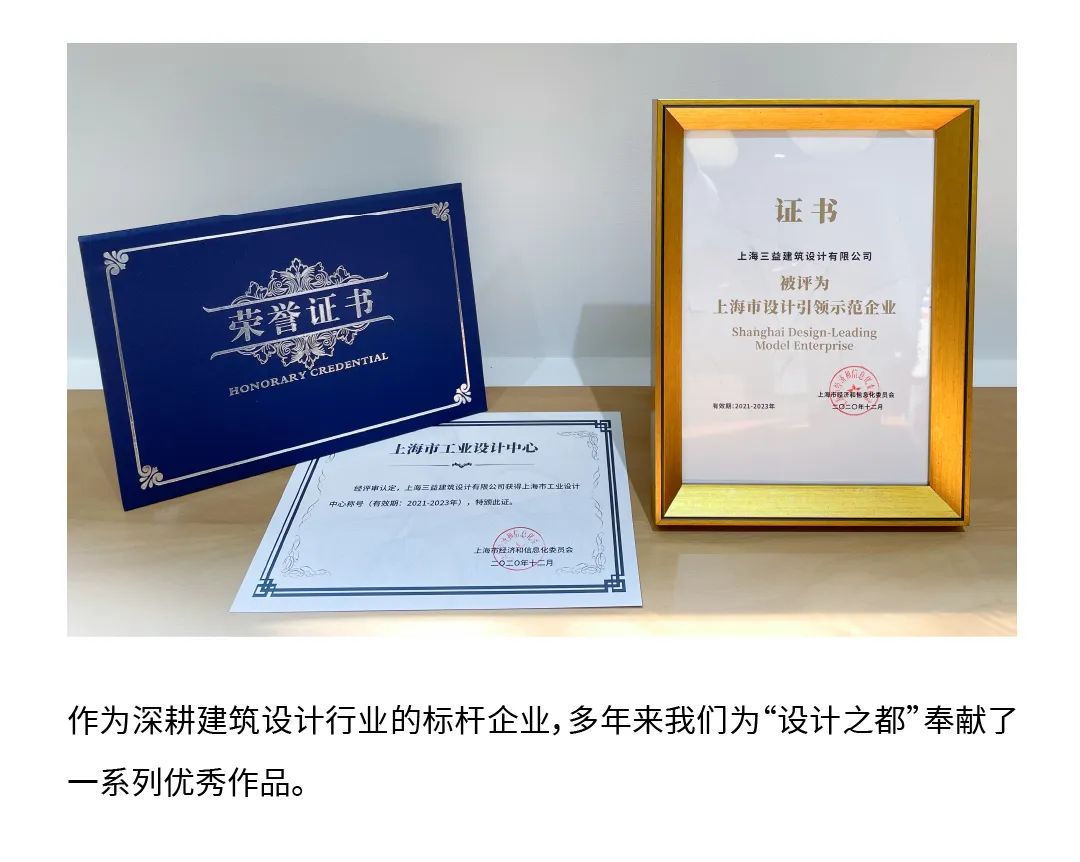 荣誉证书
HONORARY CREDENTIAL
上海市工业设计中心
经评审认定，上海三益建筑设计有限公司获得上海市工业设计
中心称号（有效期：2021-2023年），特颁此证。
上海市经济和信息化委员会
二〇二〇年十二月
证书
上海三益建筑设计有限公司
被评为
上海市设计引领示范企业
Shanghai Design-Leading
Model Enterprise
上海市经济和信息化委员会
有效期:2021-2023年
二〇二〇年十二月
作为深耕建筑设计行业的标杆企业，多年来我们为“设计之都”奉献了
一系列优秀作品。